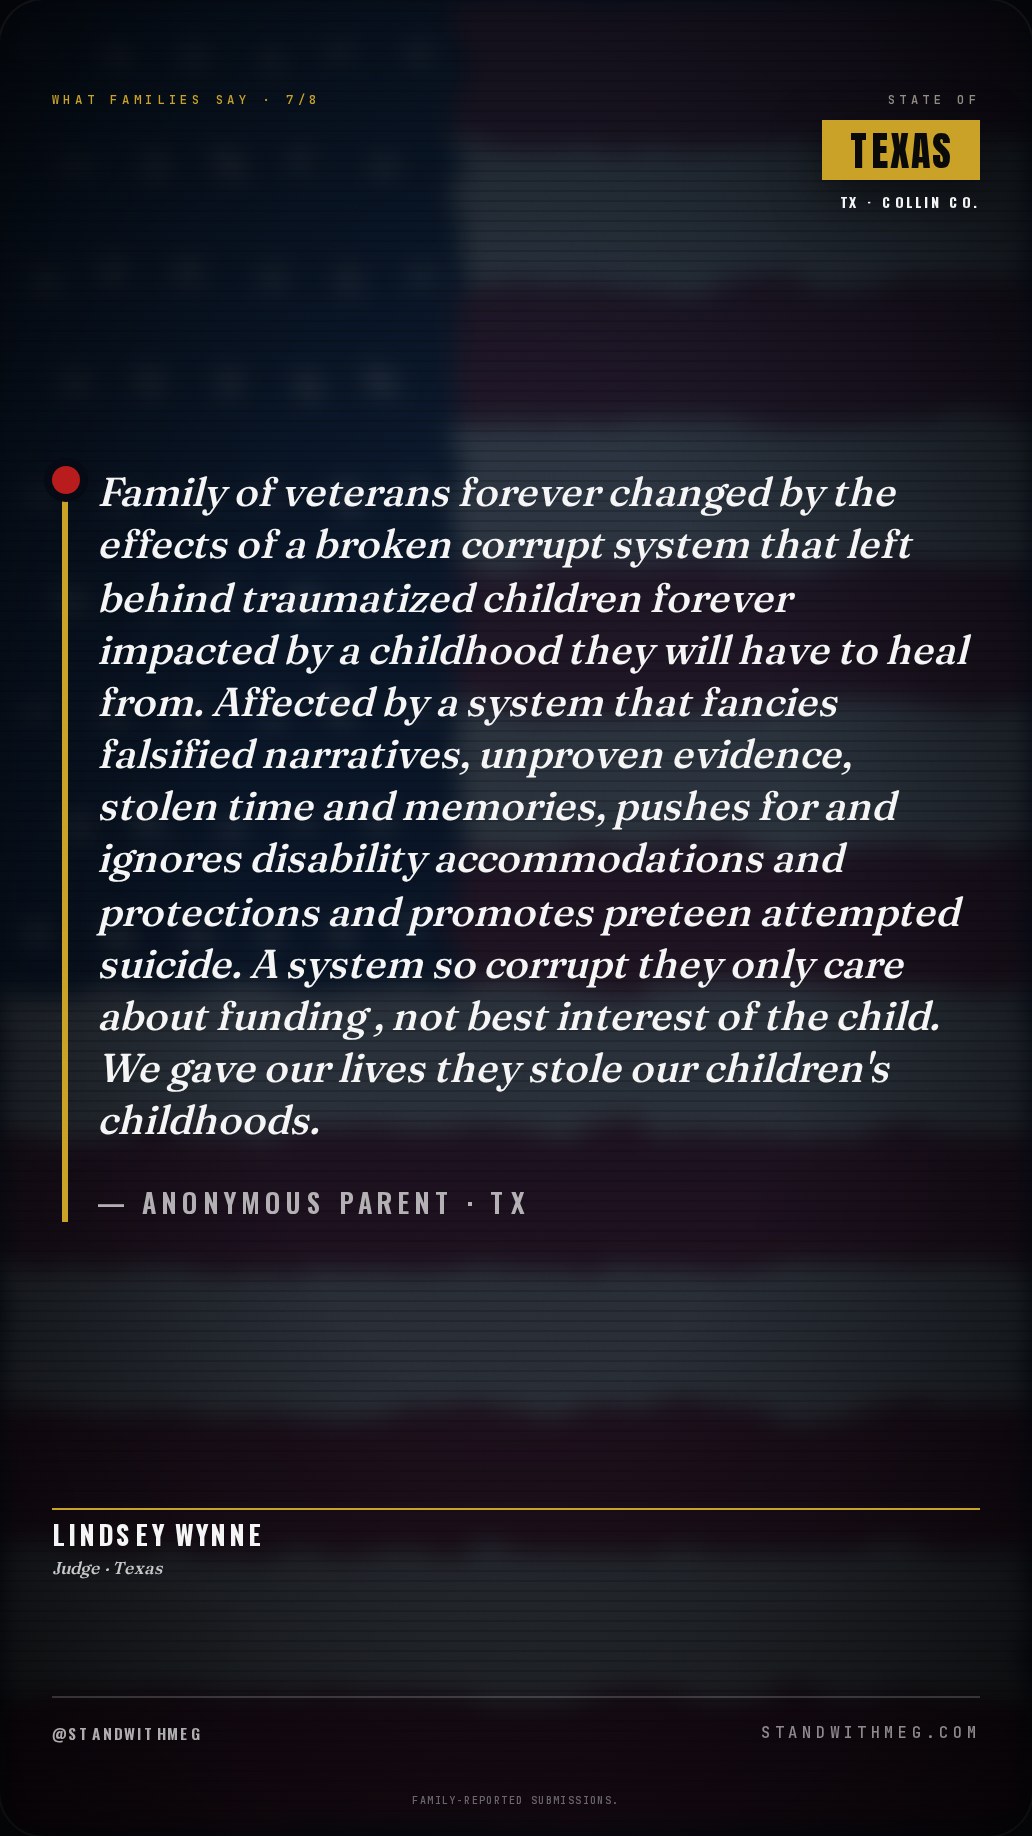 WHAT FAMILIES SAY · 7/8
STATE OF
TEXAS
TX · COLLIN CO.
Family of veterans forever changed by the
effects of a broken corrupt system that left
behind traumatized children forever
impacted by a childhood they will have to heal
from. Affected by a system that fancies
falsified narratives, unproven evidence,
stolen time and memories, pushes for and
ignores disability accommodations and
protections and promotes preteen attempted
suicide. A system so corrupt they only care
about funding , not best interest of the child.
We gave our lives they stole our children's
childhoods.
— ANONYMOUS PARENT · TX
LINDSEY WYNNE
Judge · Texas
@STANDWITHMEG
STANDWITHMEG.COM
FAMILY-REPORTED SUBMISSIONS.